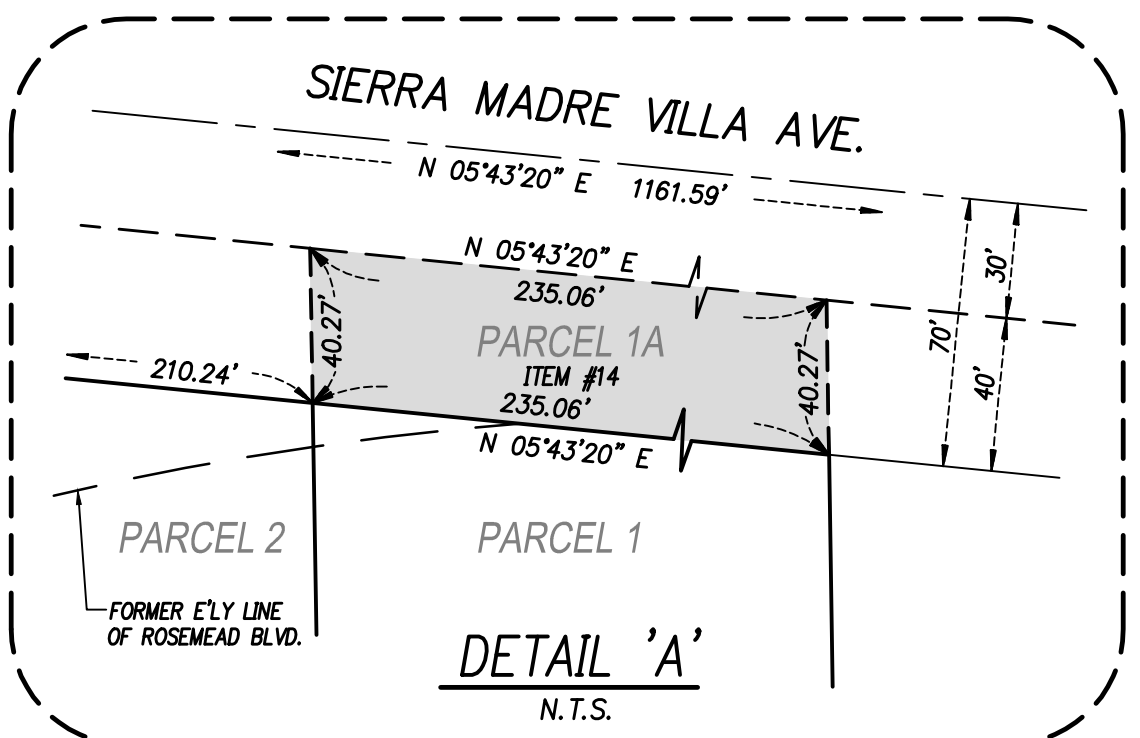 SIERRA MADRE VILLA AVE.
N 05°43'20" E 1161.59'
N 05°43'20" E
235.06'
30'
70'
40'
40.27'
PARCEL 1A
ITEM #14
40.27'
210.24'
235.06'
N 05°43'20" E
PARCEL 2
PARCEL 1
FORMER E'LY LINE
OF ROSEMEAD BLVD.
DETAIL 'A'
N.T.S.